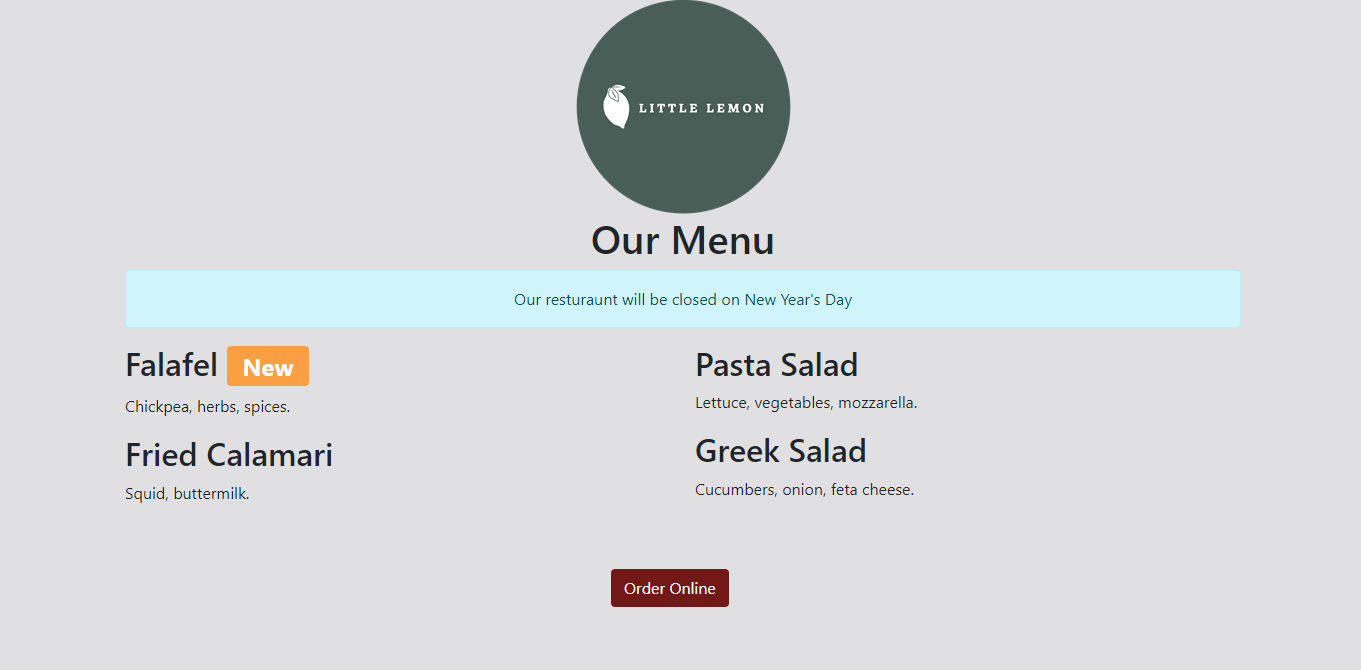 LITTLE LEMON
Our Menu
Our resturaunt will be closed on New Year's Day
Falafel New
Chickpea, herbs, spices.
Fried Calamari
Squid, buttermilk.
Pasta Salad
Lettuce, vegetables, mozzarella.
Greek Salad
Cucumbers, onion, feta cheese.
Order Online